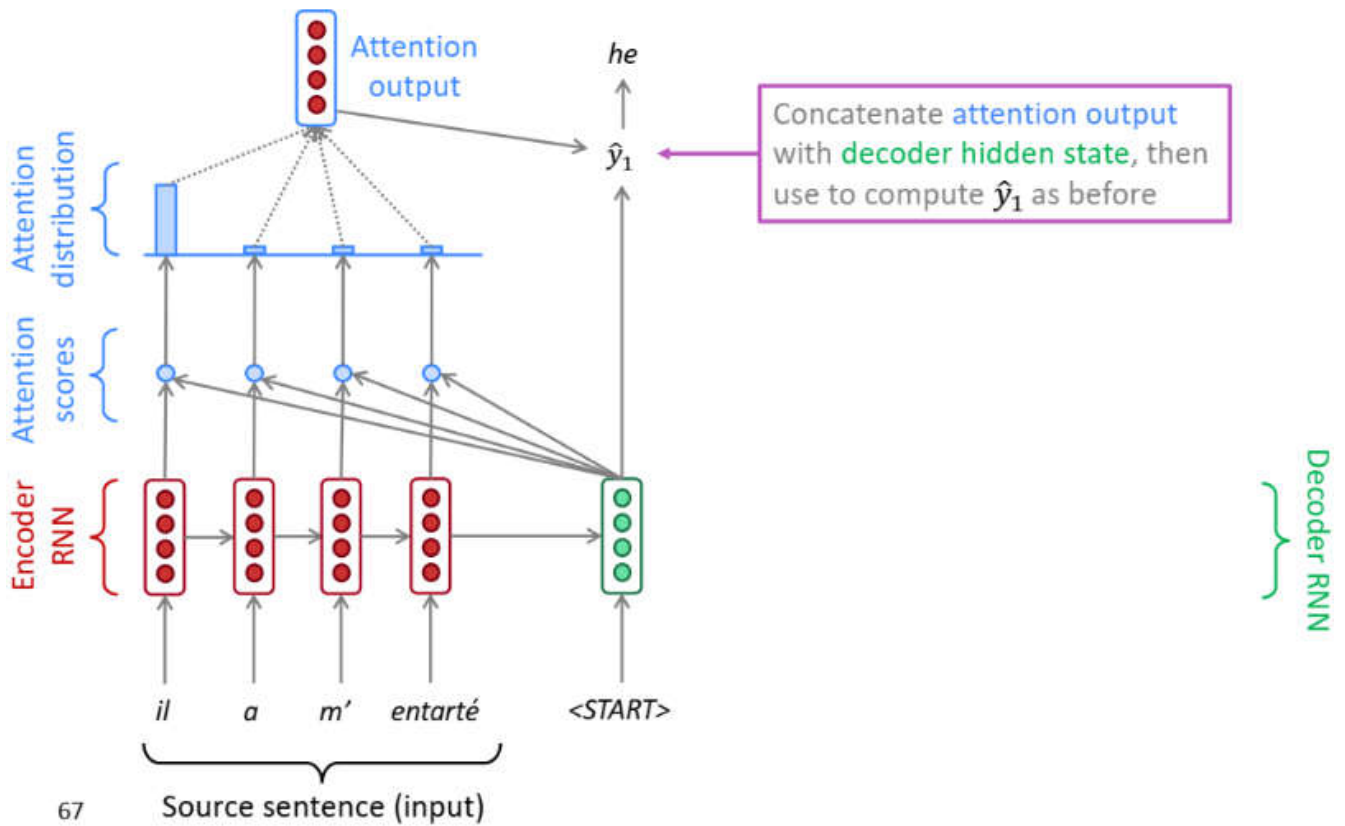 Attention
output
he
Concatenate attention output
with decoder hidden state, then
use to compute ŷ₁ as before
ŷ₁
Attention
distribution
Attention
scores
Encoder
RNN
Decoder RNN
il a m' entarté <START>
Source sentence (input)
67